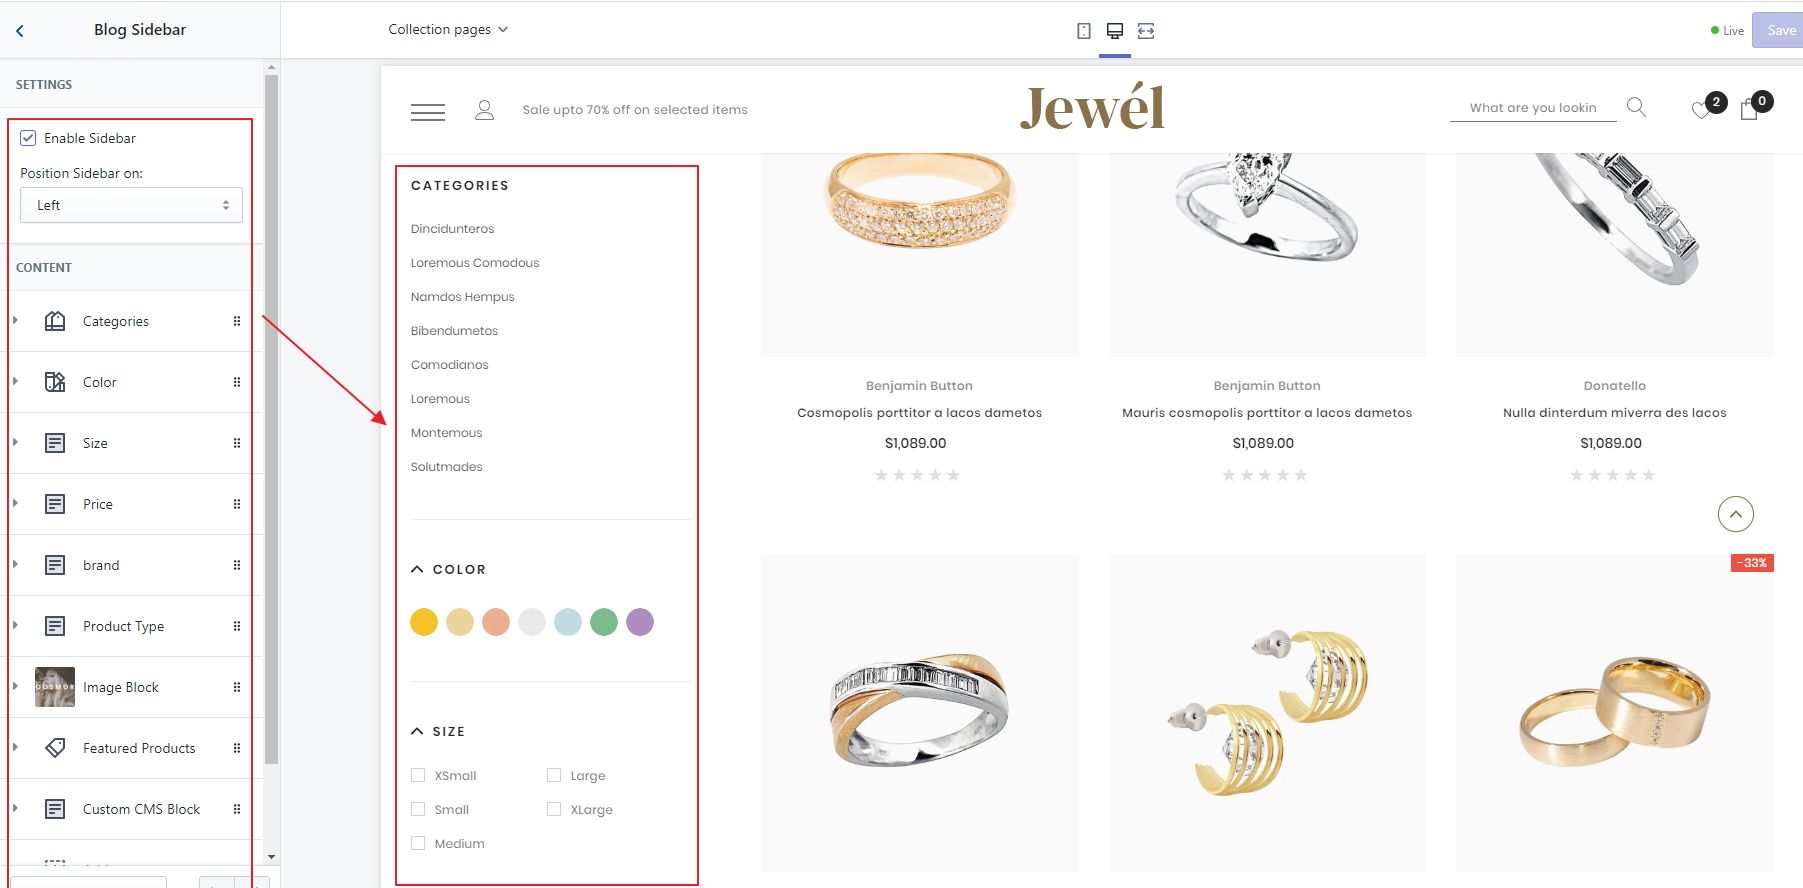 Blog Sidebar
Collection pages
Live
Save
SETTINGS
Enable Sidebar
Position Sidebar on:
Left
CONTENT
Categories
Color
Size
Price
brand
Product Type
Image Block
Featured Products
Custom CMS Block
Sale upto 70% off on selected items
Jewél
What are you lookin
2
0
CATEGORIES
Dincidunteros
Loremous Comodous
Namdos Hempus
Bibendumetos
Comodianos
Loremous
Montemous
Solutmades
COLOR
SIZE
XSmall
Large
Small
XLarge
Medium
Benjamin Button
Cosmopolis porttitor a lacos dametos
$1,089.00
Benjamin Button
Mauris cosmopolis porttitor a lacos dametos
$1,089.00
Donatello
Nulla dinterdum miverra des lacos
$1,089.00
-33%